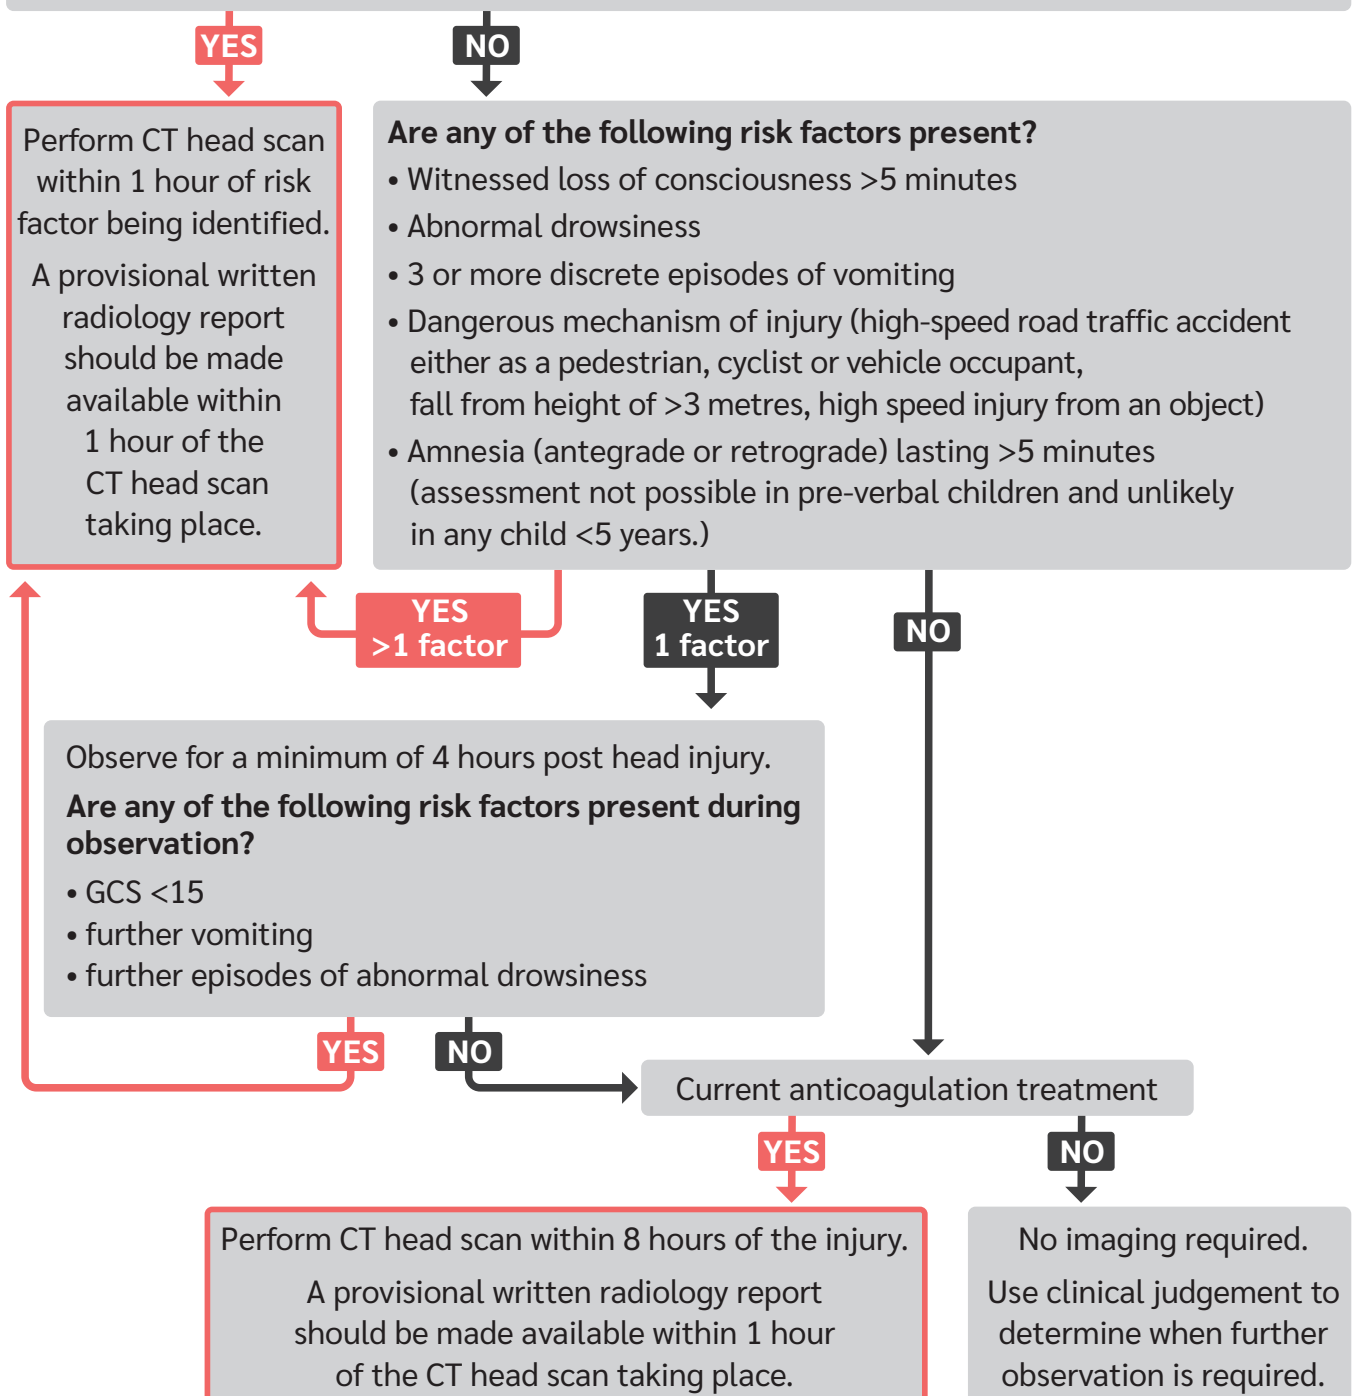 YES
NO
Perform CT head scan
within 1 hour of risk
factor being identified.
A provisional written
radiology report
should be made
available within
1 hour of the
CT head scan
taking place.
Are any of the following risk factors present?
• Witnessed loss of consciousness >5 minutes
• Abnormal drowsiness
• 3 or more discrete episodes of vomiting
• Dangerous mechanism of injury (high-speed road traffic accident
either as a pedestrian, cyclist or vehicle occupant,
fall from height of >3 metres, high speed injury from an object)
• Amnesia (antegrade or retrograde) lasting >5 minutes
(assessment not possible in pre-verbal children and unlikely
in any child <5 years.)
YES
>1 factor
YES
1 factor
NO
Observe for a minimum of 4 hours post head injury.
Are any of the following risk factors present during
observation?
• GCS <15
• further vomiting
• further episodes of abnormal drowsiness
YES
NO
Current anticoagulation treatment
YES
NO
Perform CT head scan within 8 hours of the injury.
A provisional written radiology report
should be made available within 1 hour
of the CT head scan taking place.
No imaging required.
Use clinical judgement to
determine when further
observation is required.